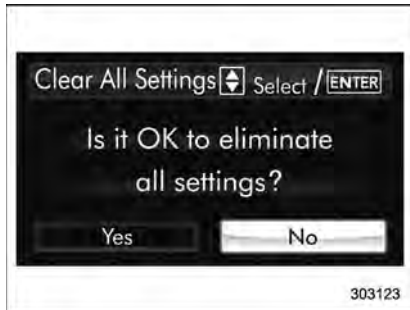 Clear All Settings Select / ENTER
Is it OK to eliminate
all settings?
Yes No
303123